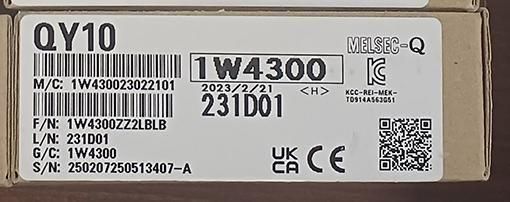 QY10
1W4300
MELSEC-Q
M/C: 1W430023022101
2023/2/21 <H>
231D01
KCC-REI-MEK-
TD914A563G51
F/N: 1W4300ZZ2LBLB
L/N: 231D01
G/C: 1W4300
S/N: 250207250513407-A
UK
CA
CE